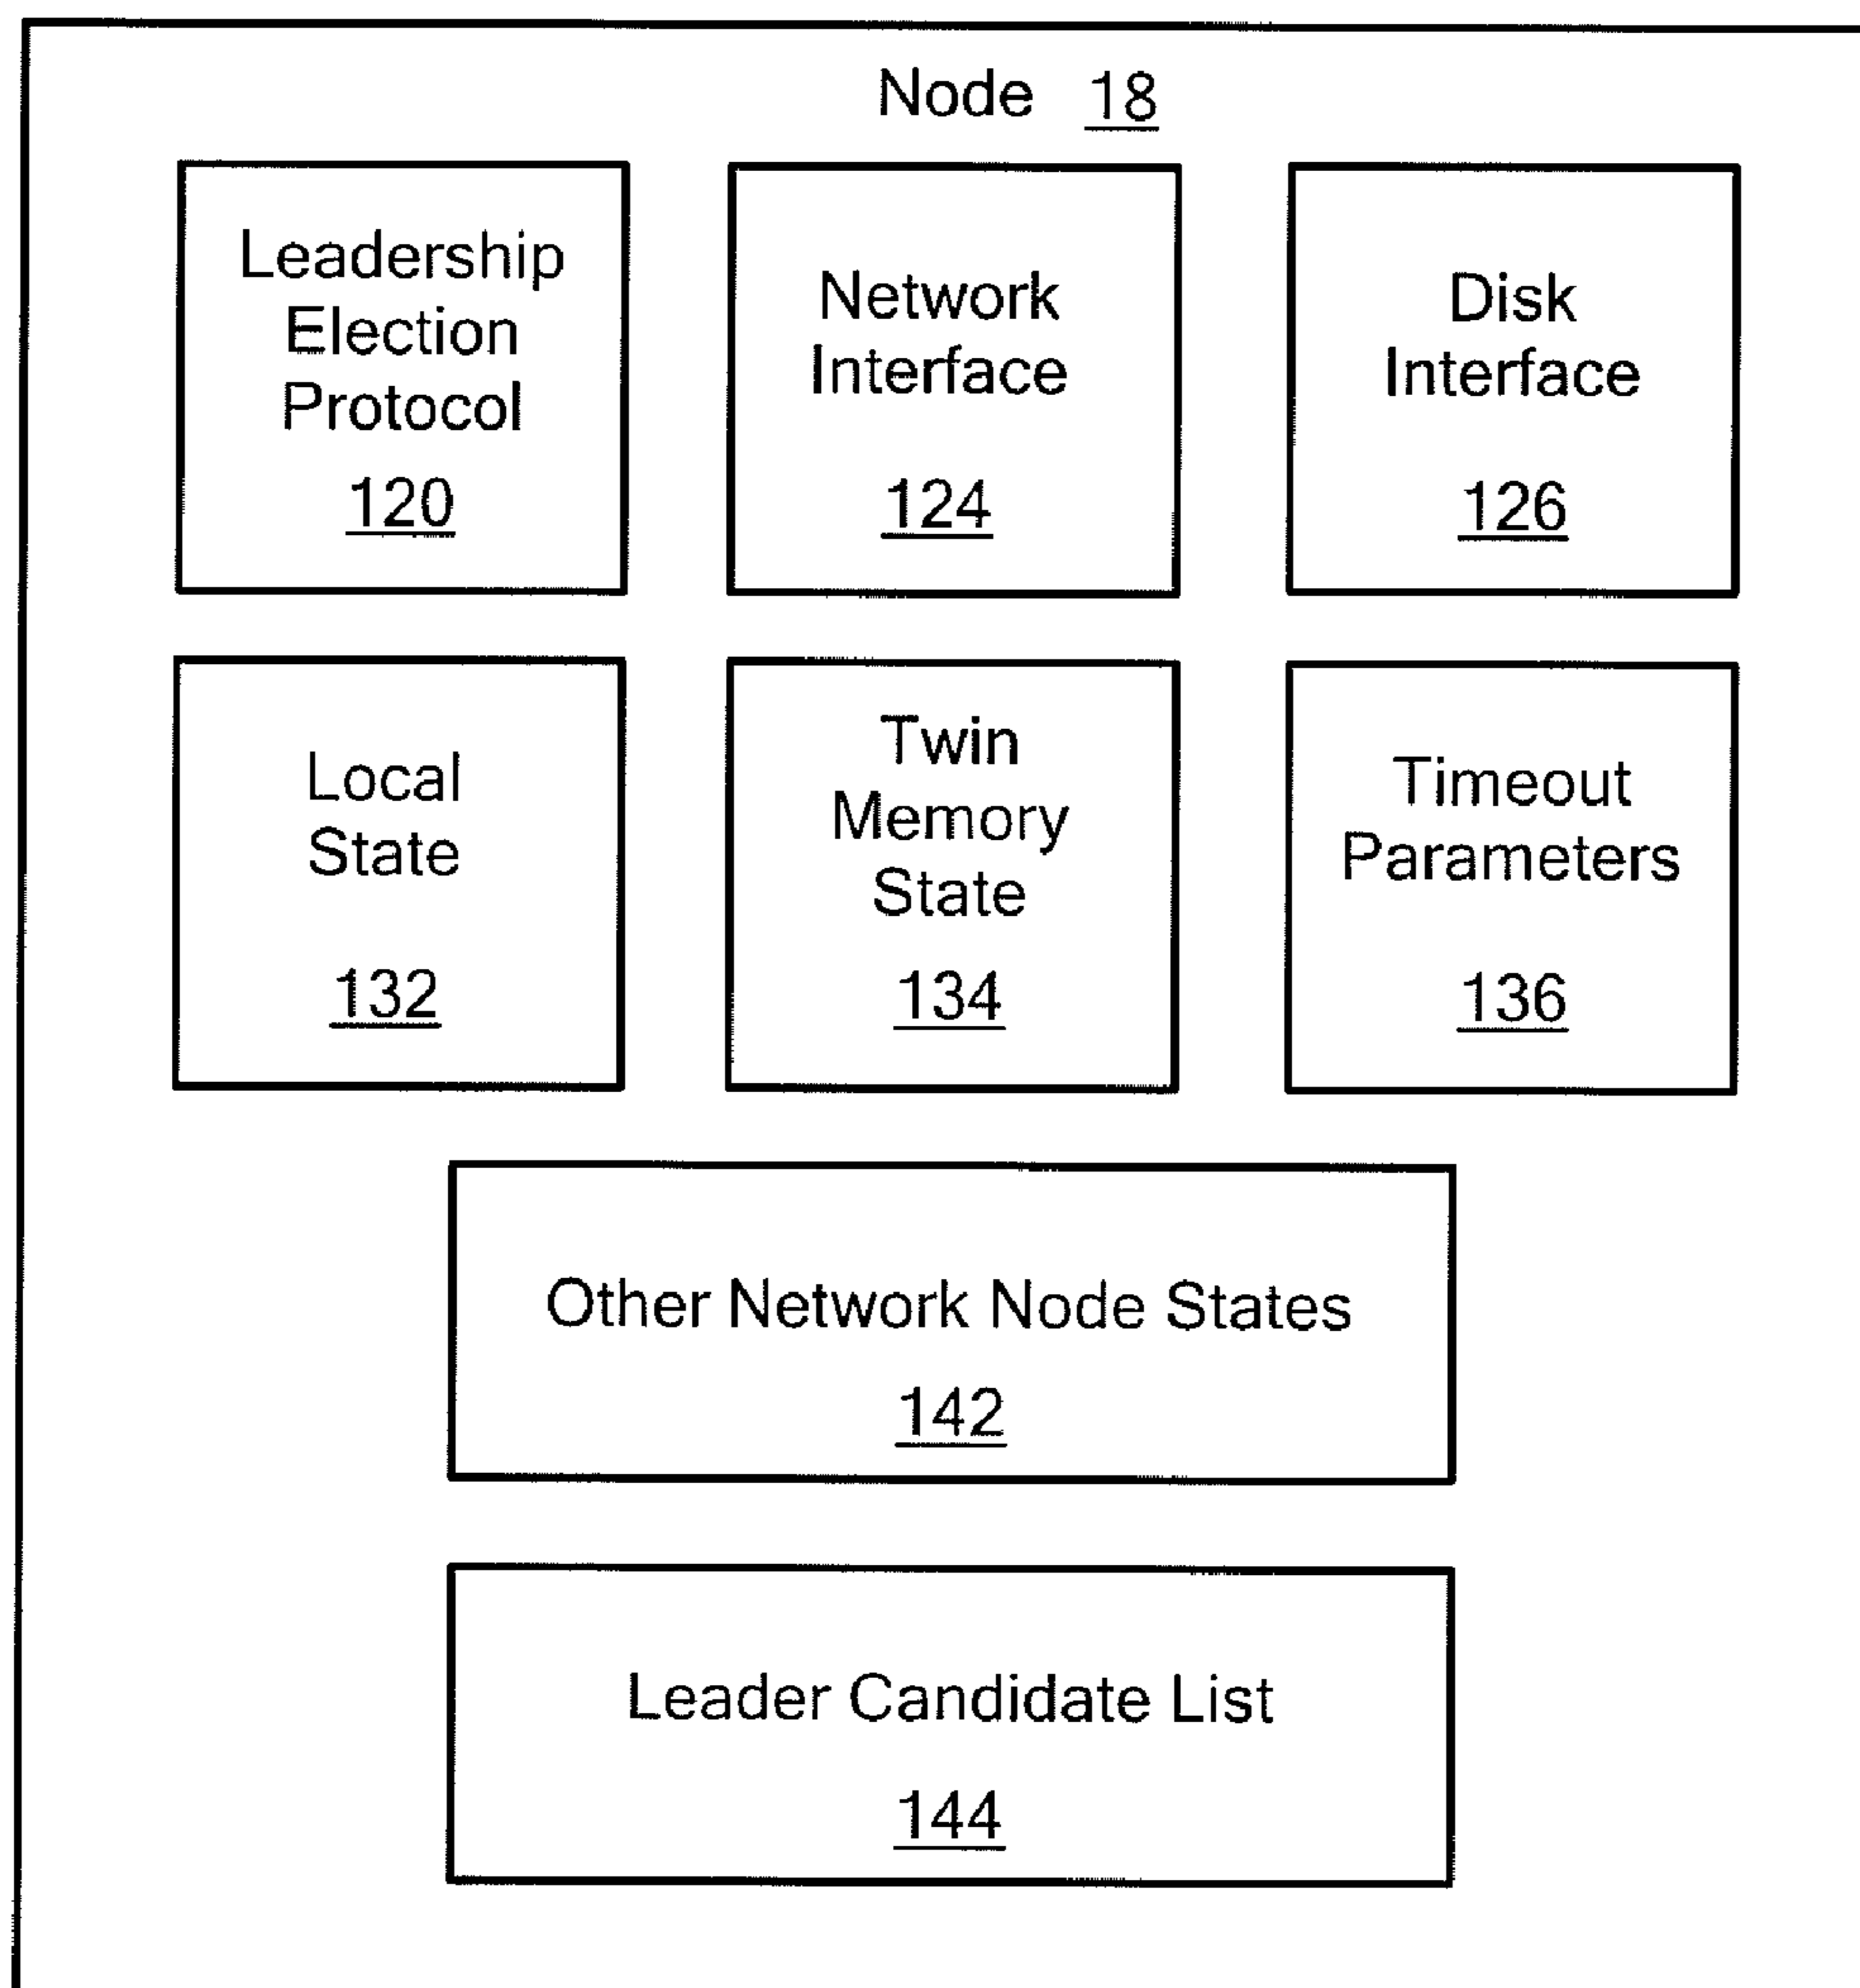 Node 18
Leadership
Election
Protocol
120
Network
Interface
124
Disk
Interface
126
Local
State
132
Twin
Memory
State
134
Timeout
Parameters
136
Other Network Node States
142
Leader Candidate List
144